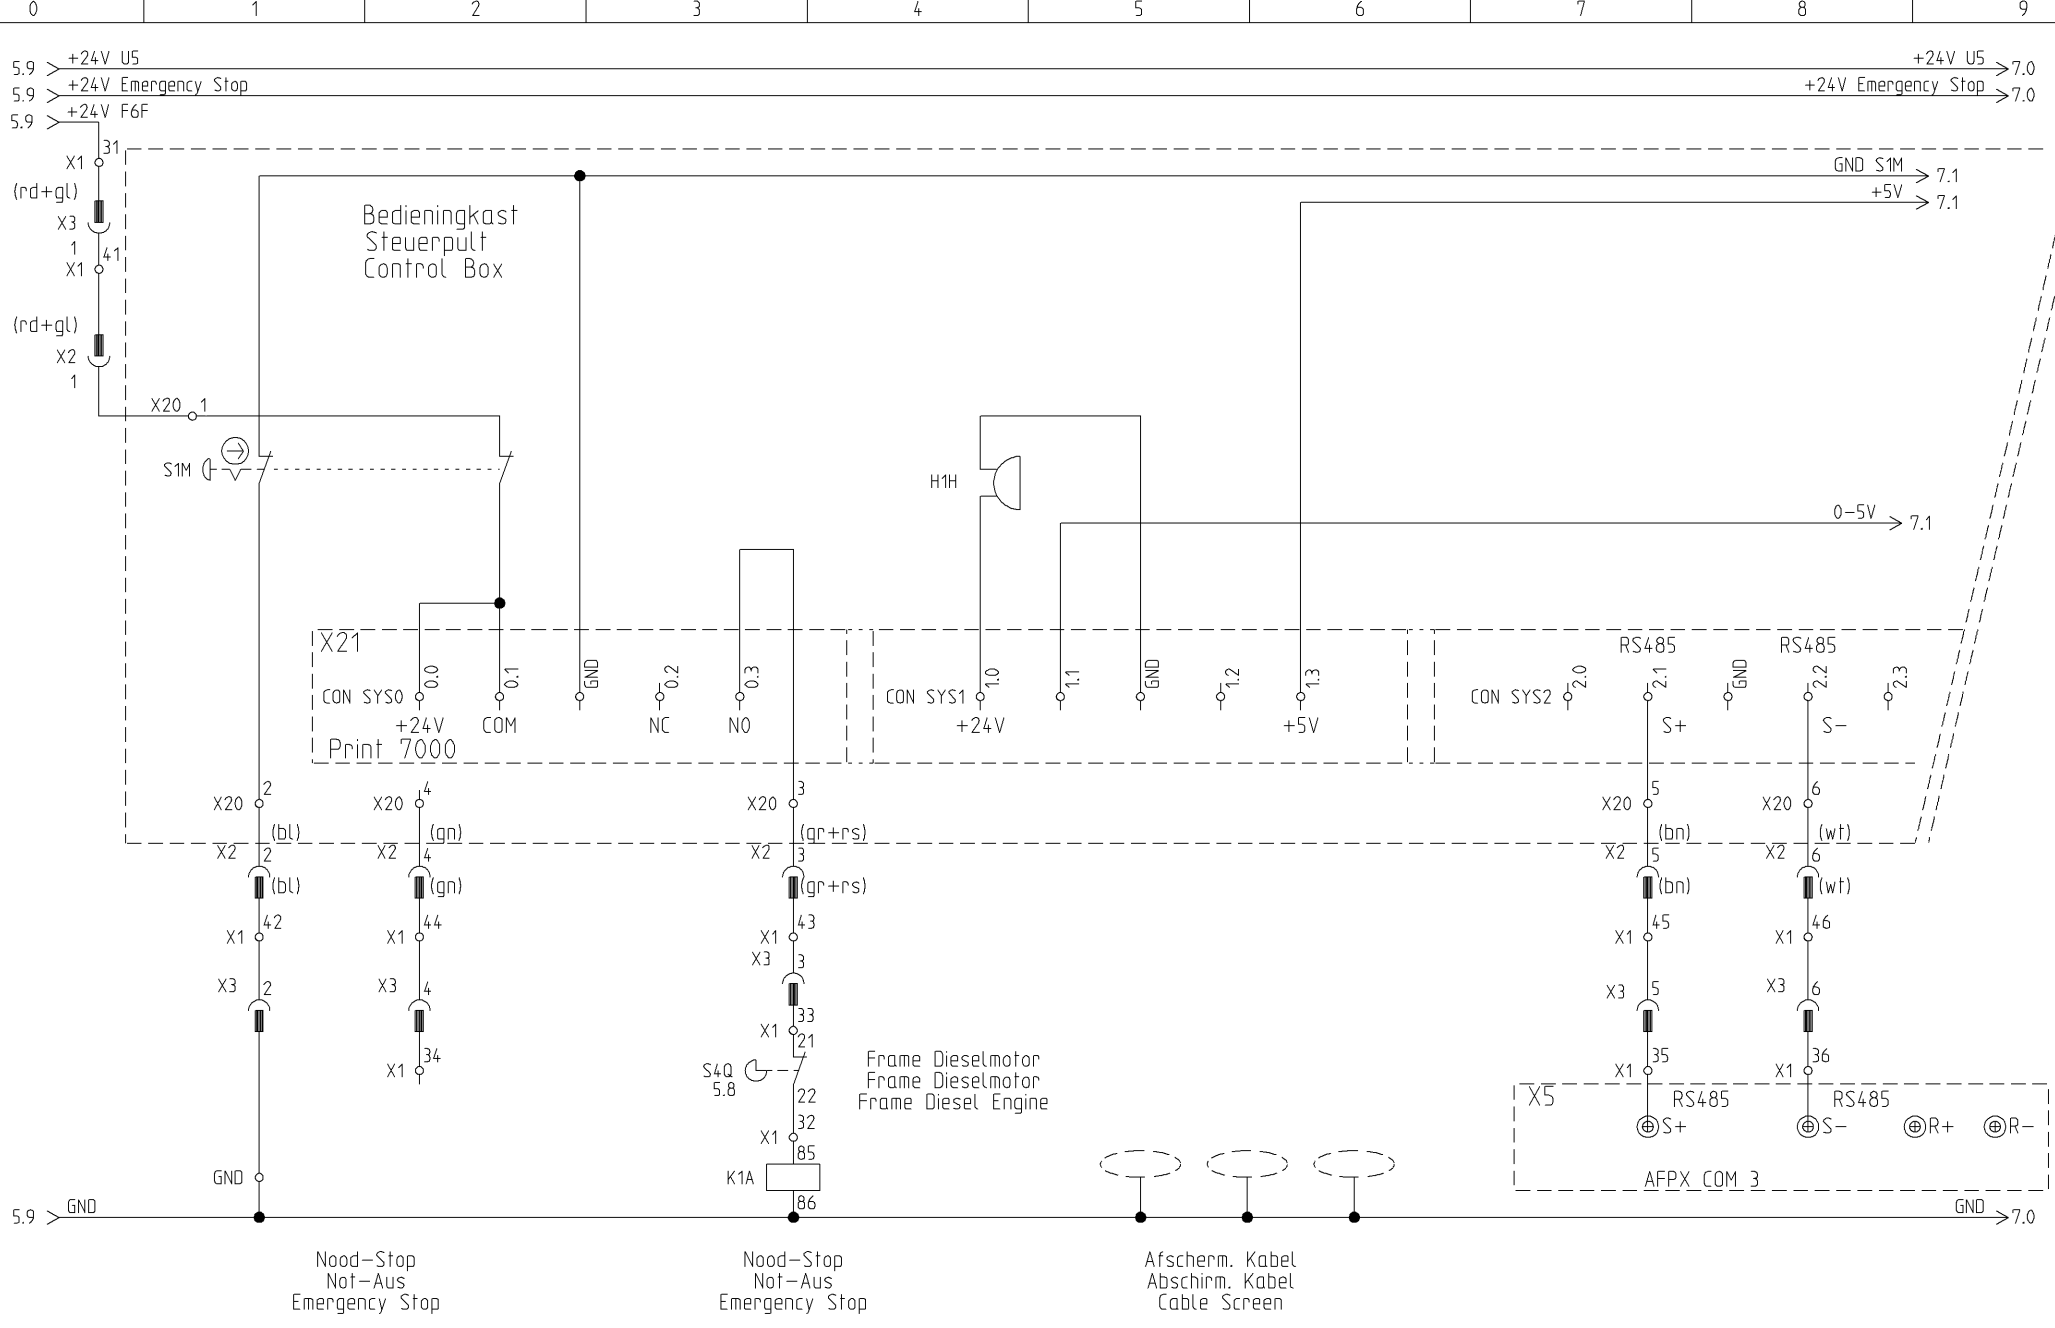 0 1 2 3 4 5 6 7 8 9
+24V U5 +24V U5
5.9 7.0
+24V Emergency Stop +24V Emergency Stop
5.9 7.0
+24V F6F
5.9
31
X1
GND S1M
7.1
(rd+gl)
+5V
7.1
X3
1
41
X1
Bedieningkast
Steuerpult
Control Box
(rd+gl)
X2
1
X20 1
S1M
H1H
0-5V
7.1
X21
RS485 RS485
0.0 0.1 GND 0.2 0.3 1.0 1.1 GND 1.2 1.3 2.0 2.1 GND 2.2 2.3
CON SYS0 CON SYS1 CON SYS2
+24V COM NC NO +24V +5V S+ S-
Print 7000
2 4 3 5 6
X20 X20 X20 X20 X20
(bl) (gn) (gr+rs) (bn) (wt)
X2 2 X2 4 X2 3 X2 5 X2 6
(bl) (gn) (gr+rs) (bn) (wt)
42 44 43 45 46
X1 X1 X1 X1 X1
X3 2 X3 4 X3 3 X3 5 X3 6
33
X1
21
34 35 36
X1 X1 X1
S4Q
5.8
22
Frame Dieselmotor
Frame Dieselmotor
Frame Diesel Engine
X5 RS485 RS485
S+ S- R+ R-
AFPX COM 3
32
X1
85
K1A
86
GND
GND GND
5.9 7.0
Nood-Stop
Not-Aus
Emergency Stop
Nood-Stop
Not-Aus
Emergency Stop
Afscherm. Kabel
Abschirm. Kabel
Cable Screen